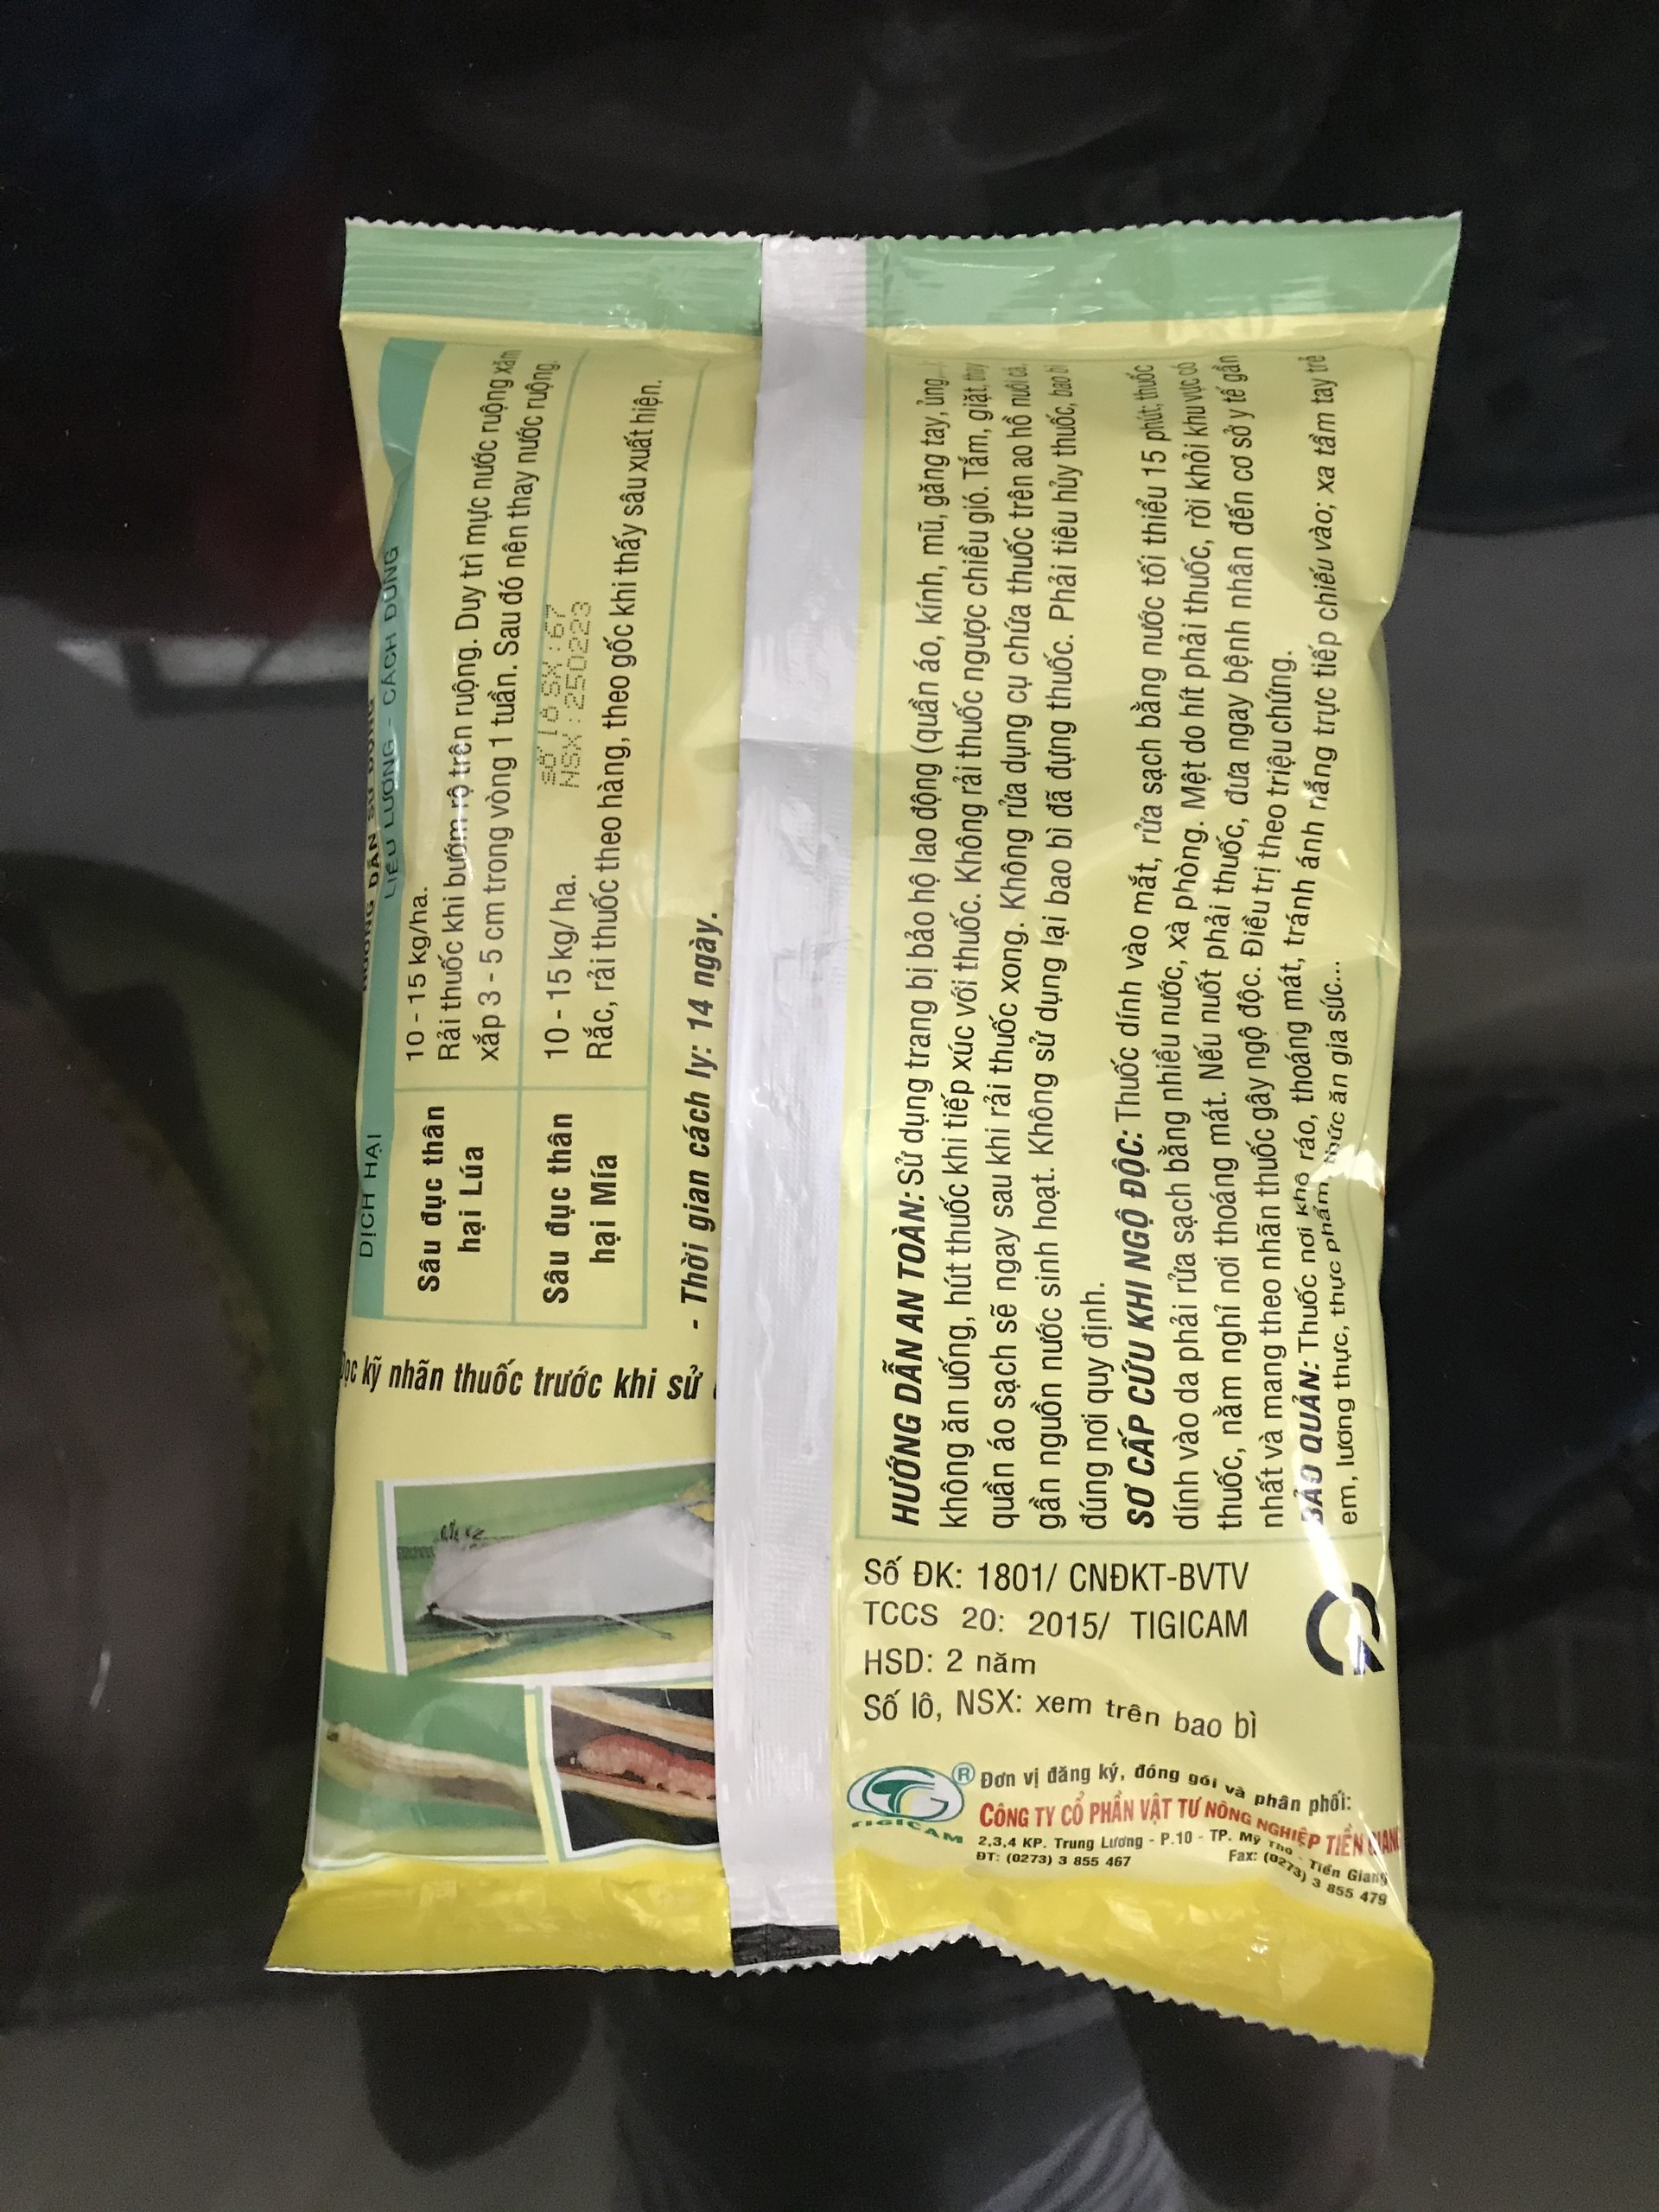 HƯỚNG DẪN SỬ DỤNG
DỊCH HẠI
LIỀU LƯỢNG - CÁCH DÙNG
Sâu đục thân
hại Lúa
10 - 15 kg/ha.
Rải thuốc khi bướm rộ trên ruộng. Duy trì mực nước ruộng xăm
xắp 3 - 5 cm trong vòng 1 tuần. Sau đó nên thay nước ruộng.
Sâu đục thân
hại Mía
10 - 15 kg/ ha.
Rắc, rải thuốc theo hàng, theo gốc khi thấy sâu xuất hiện.
Số lô SX : 67
NSX : 250223
- Thời gian cách ly: 14 ngày.
Đọc kỹ nhãn thuốc trước khi sử
HƯỚNG DẪN AN TOÀN: Sử dụng trang bị bảo hộ lao động (quần áo, kính, mũ, găng tay, ủng...)
không ăn uống, hút thuốc khi tiếp xúc với thuốc. Không rải thuốc ngược chiều gió. Tắm, giặt, thay
quần áo sạch sẽ ngay sau khi rải thuốc xong. Không rửa dụng cụ chứa thuốc trên ao hồ nuôi cá,
gần nguồn nước sinh hoạt. Không sử dụng lại bao bì đã đựng thuốc. Phải tiêu hủy thuốc, bao bì
đúng nơi quy định.
SƠ CẤP CỨU KHI NGỘ ĐỘC: Thuốc dính vào mắt, rửa sạch bằng nước tối thiểu 15 phút; thuốc
dính vào da phải rửa sạch bằng nhiều nước, xà phòng. Mệt do hít phải thuốc, rời khỏi khu vực có
thuốc, nằm nghỉ nơi thoáng mát. Nếu nuốt phải thuốc, đưa ngay bệnh nhân đến cơ sở y tế gần
nhất và mang theo nhãn thuốc gây ngộ độc. Điều trị theo triệu chứng.
BẢO QUẢN: Thuốc nơi khô ráo, thoáng mát, tránh ánh nắng trực tiếp chiếu vào; xa tầm tay trẻ
em, lương thực, thực phẩm, thức ăn gia súc...
Số ĐK: 1801/ CNĐKT-BVTV
TCCS 20: 2015/ TIGICAM
HSD: 2 năm
Số lô, NSX: xem trên bao bì
TIGICAM
®
Đơn vị đăng ký, đóng gói và phân phối:
CÔNG TY CỔ PHẦN VẬT TƯ NÔNG NGHIỆP TIỀN GIANG
2,3,4 KP. Trung Lương - P.10 - TP. Mỹ Tho - Tiền Giang
ĐT: (0273) 3 855 467 Fax: (0273) 3 855 479